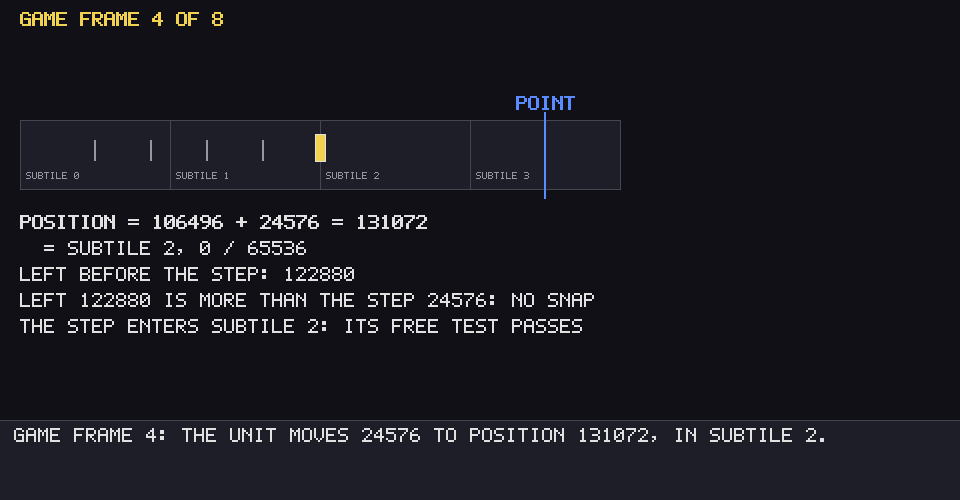 GAME FRAME 4 OF 8
POINT
SUBTILE 0
SUBTILE 1
SUBTILE 2
SUBTILE 3
POSITION = 106496 + 24576 = 131072
= SUBTILE 2, 0 / 65536
LEFT BEFORE THE STEP: 122880
LEFT 122880 IS MORE THAN THE STEP 24576: NO SNAP
THE STEP ENTERS SUBTILE 2: ITS FREE TEST PASSES
GAME FRAME 4: THE UNIT MOVES 24576 TO POSITION 131072, IN SUBTILE 2.